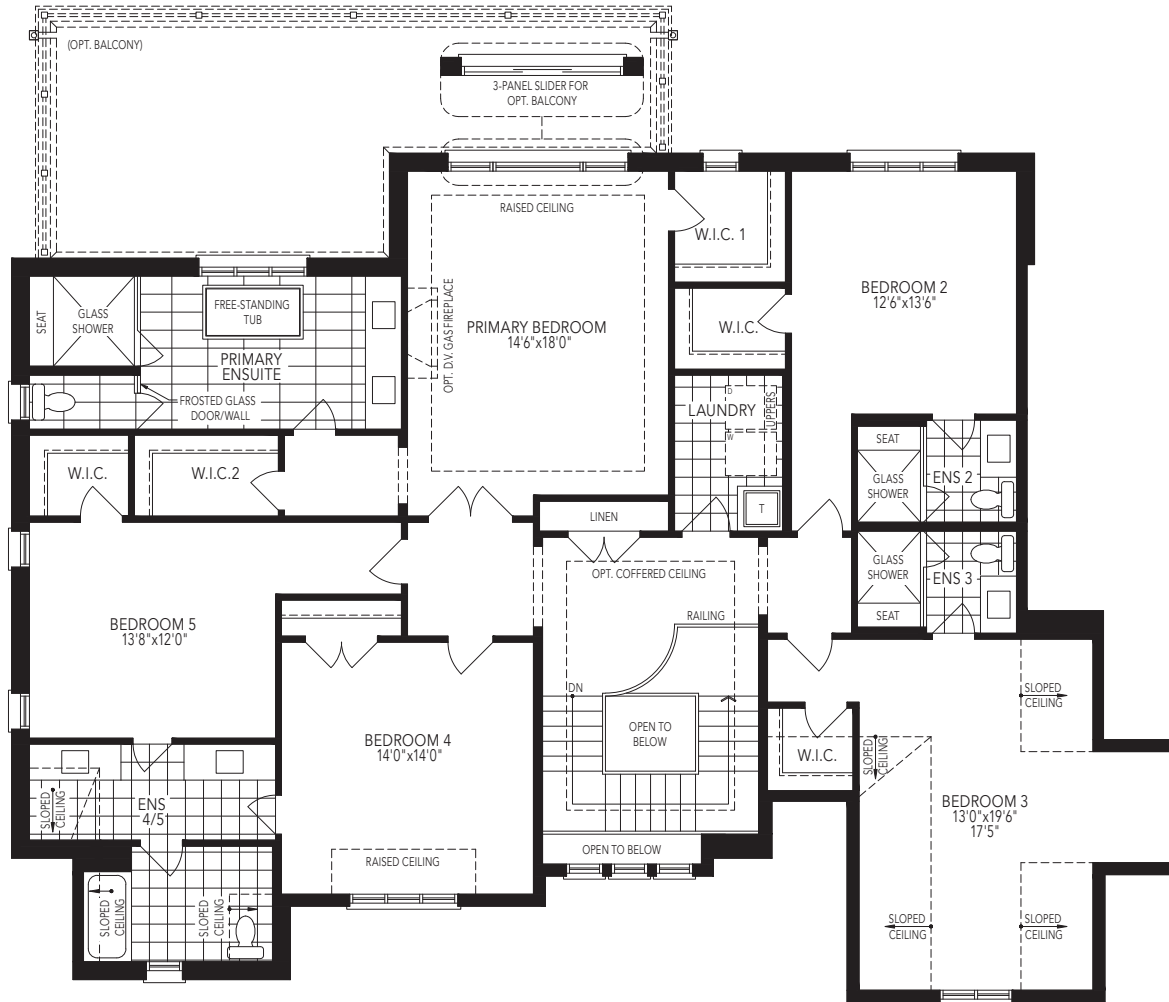 (OPT. BALCONY)
3-PANEL SLIDER FOR
OPT. BALCONY
RAISED CEILING
W.I.C. 1
BEDROOM 2
12'6"x13'6"
SEAT
GLASS
SHOWER
FREE-STANDING
TUB
PRIMARY
ENSUITE
FROSTED GLASS
DOOR/WALL
OPT. D.V. GAS FIREPLACE
PRIMARY BEDROOM
14'6"x18'0"
W.I.C.
LAUNDRY
D
W
UPPERS
T
W.I.C.
W.I.C.2
LINEN
SEAT
GLASS
SHOWER
ENS 2
GLASS
SHOWER
SEAT
ENS 3
OPT. COFFERED CEILING
RAILING
BEDROOM 5
13'8"x12'0"
DN
OPEN TO
BELOW
BEDROOM 4
14'0"x14'0"
SLOPED
CEILING
W.I.C.
SLOPED
CEILING
BEDROOM 3
13'0"x19'6"
17'5"
SLOPED
CEILING
ENS
4/5
RAISED CEILING
OPEN TO BELOW
SLOPED
CEILING
SLOPED
CEILING
SLOPED
CEILING
SLOPED
CEILING